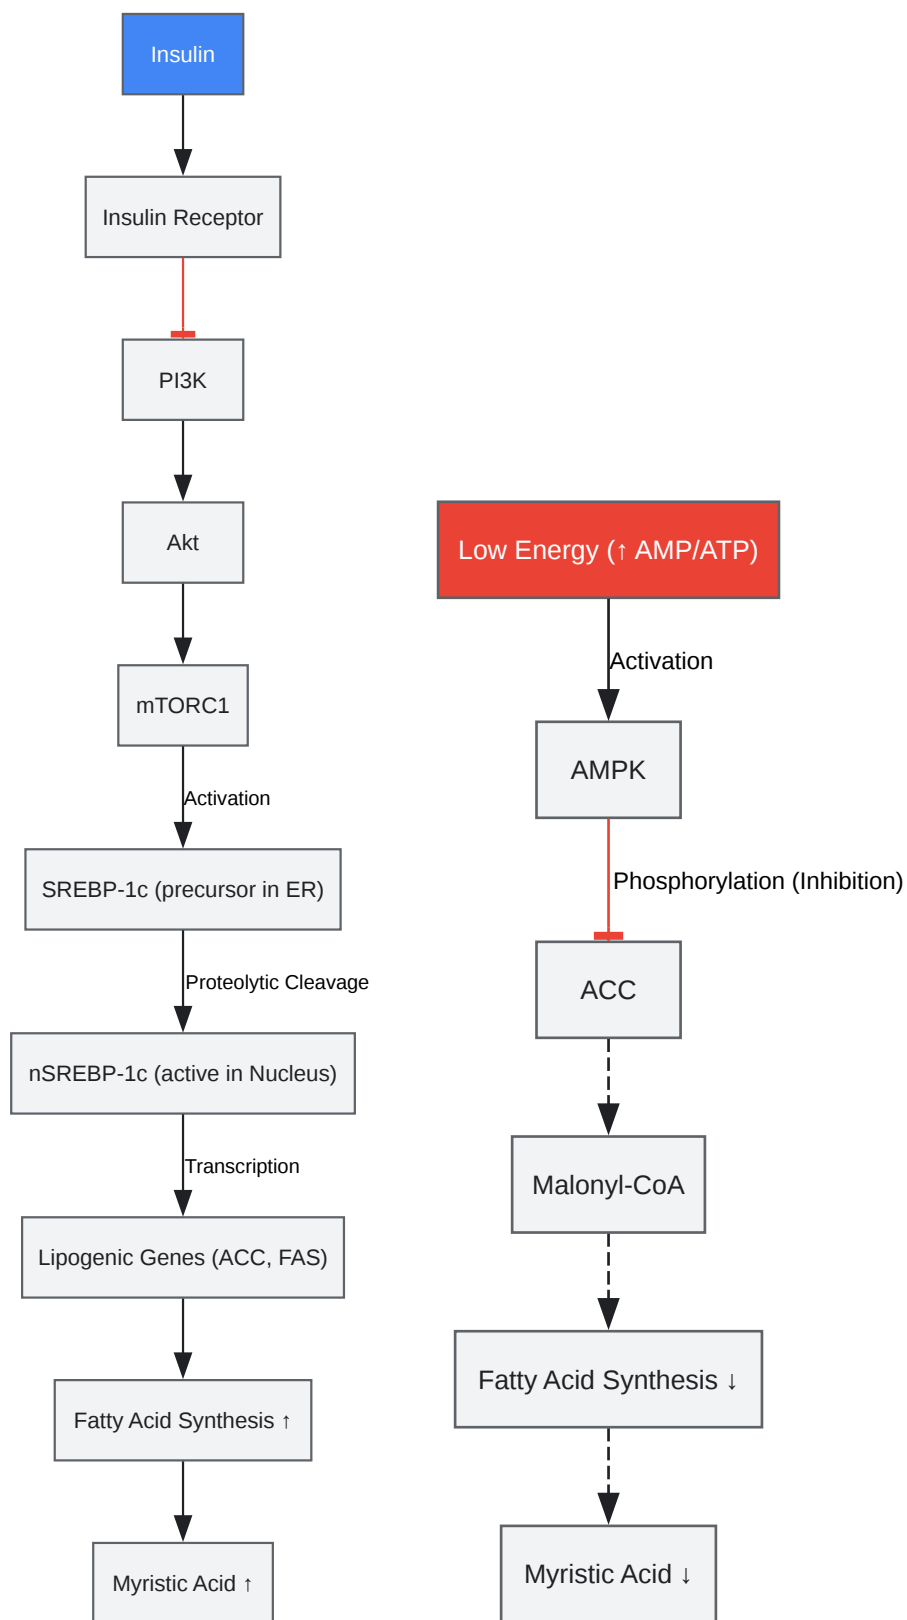 Insulin
Insulin Receptor
PI3K
Akt
mTORC1
Activation
SREBP-1c (precursor in ER)
Proteolytic Cleavage
nSREBP-1c (active in Nucleus)
Transcription
Lipogenic Genes (ACC, FAS)
Fatty Acid Synthesis ↑
Myristic Acid ↑
Low Energy (↑ AMP/ATP)
Activation
AMPK
Phosphorylation (Inhibition)
ACC
Malonyl-CoA
Fatty Acid Synthesis ↓
Myristic Acid ↓